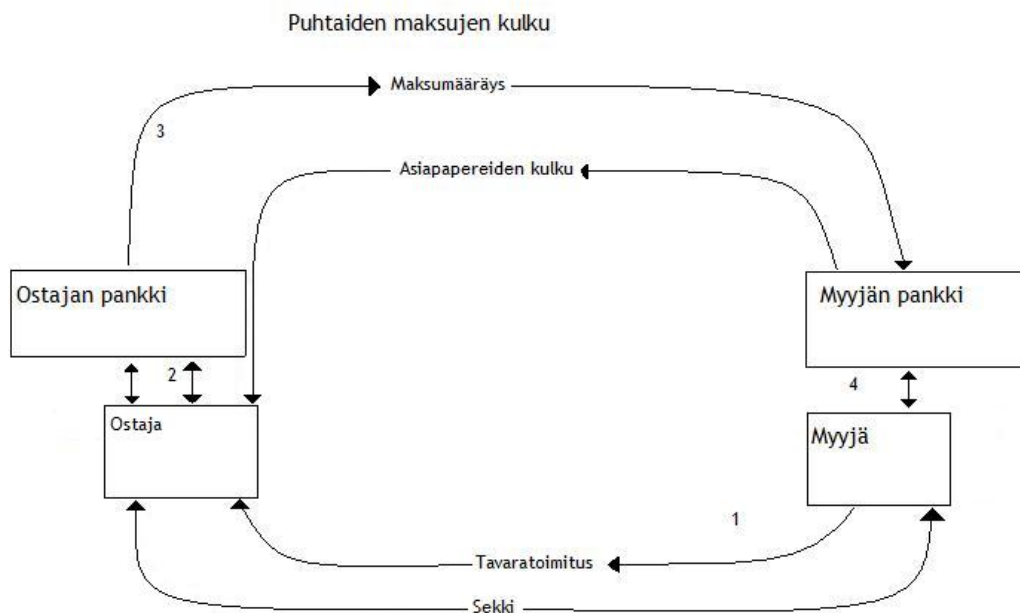 Puhtaiden maksujen kulku
Maksumääräys
3
Asiapapereiden kulku
Ostajan pankki
Myyjän pankki
2
4
Ostaja
Myyjä
1
Tavaratoimitus
Sekki